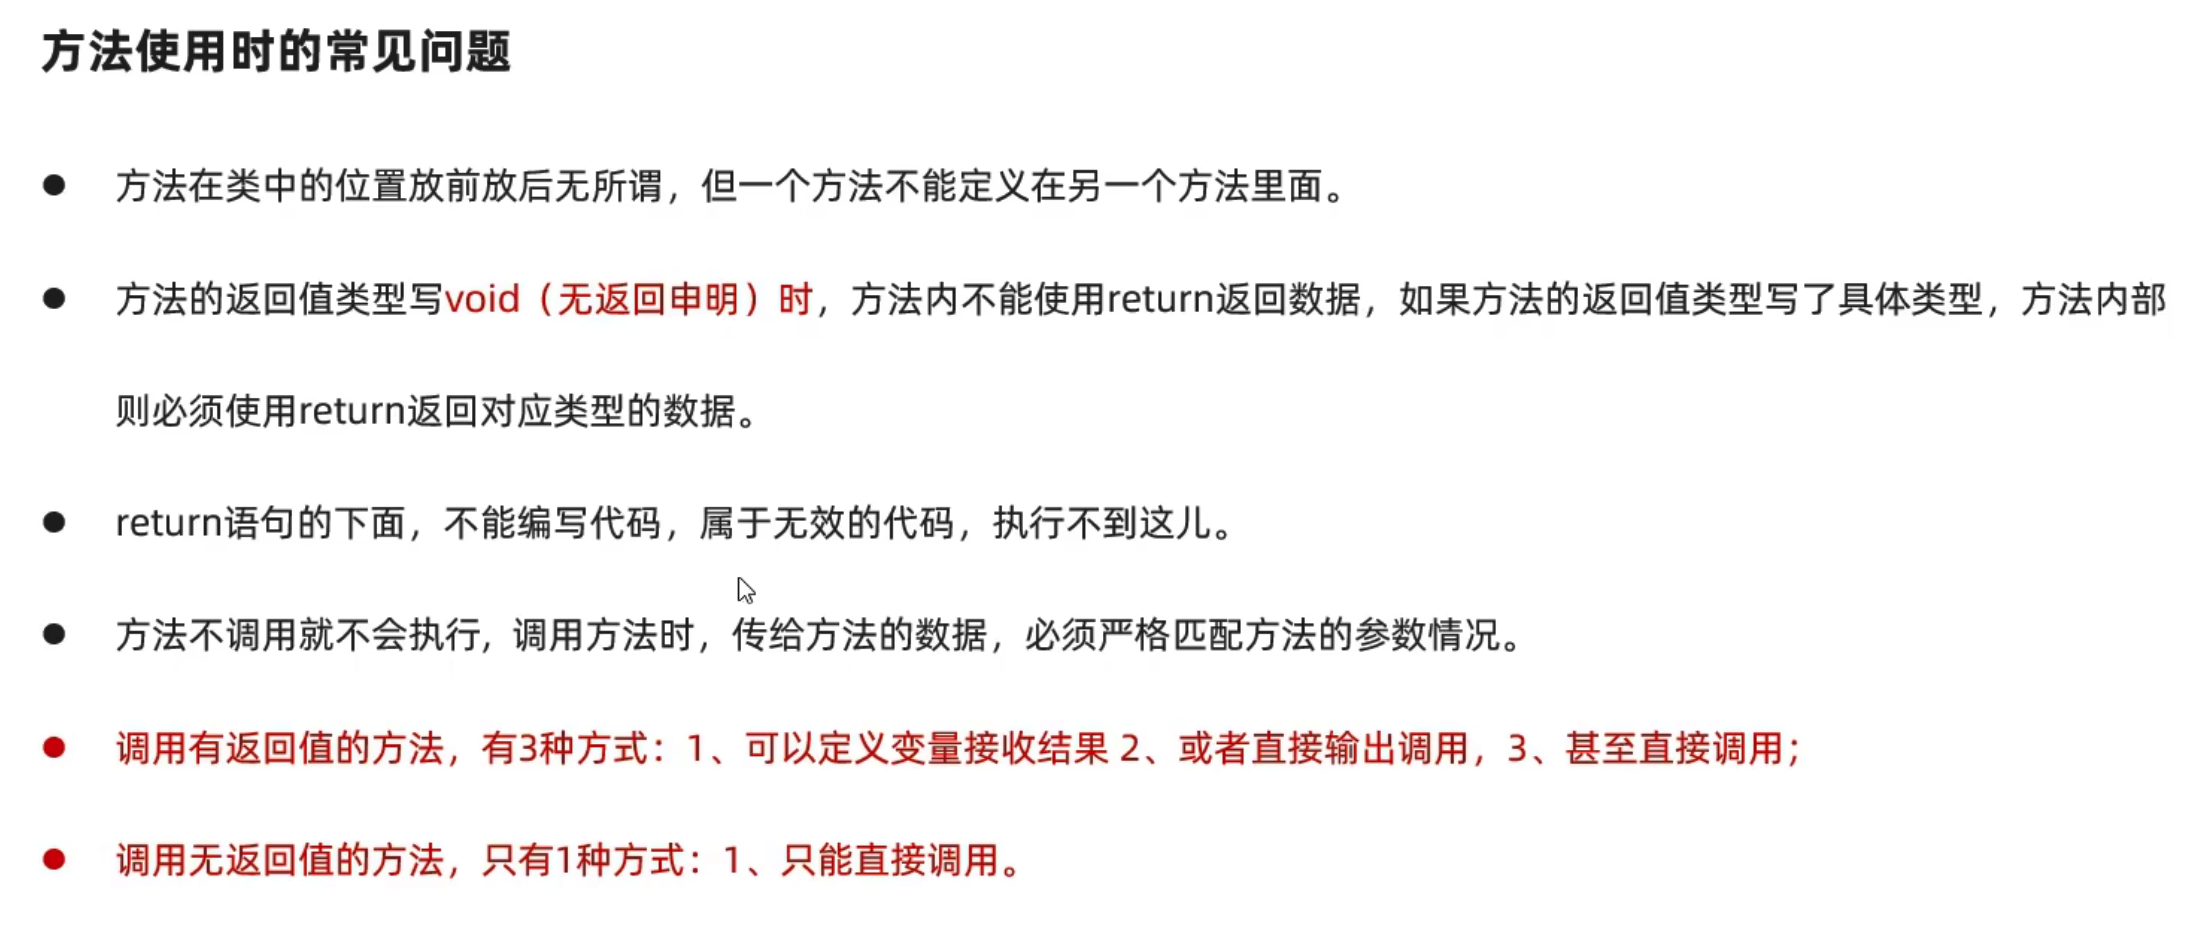 方法使用时的常见问题
● 方法在类中的位置放前放后无所谓，但一个方法不能定义在另一个方法里面。
● 方法的返回值类型写void（无返回申明）时，方法内不能使用return返回数据，如果方法的返回值类型写了具体类型，方法内部
则必须使用return返回对应类型的数据。
● return语句的下面，不能编写代码，属于无效的代码，执行不到这儿。
● 方法不调用就不会执行, 调用方法时，传给方法的数据，必须严格匹配方法的参数情况。
● 调用有返回值的方法，有3种方式：1、可以定义变量接收结果 2、或者直接输出调用，3、甚至直接调用；
● 调用无返回值的方法，只有1种方式：1、只能直接调用。